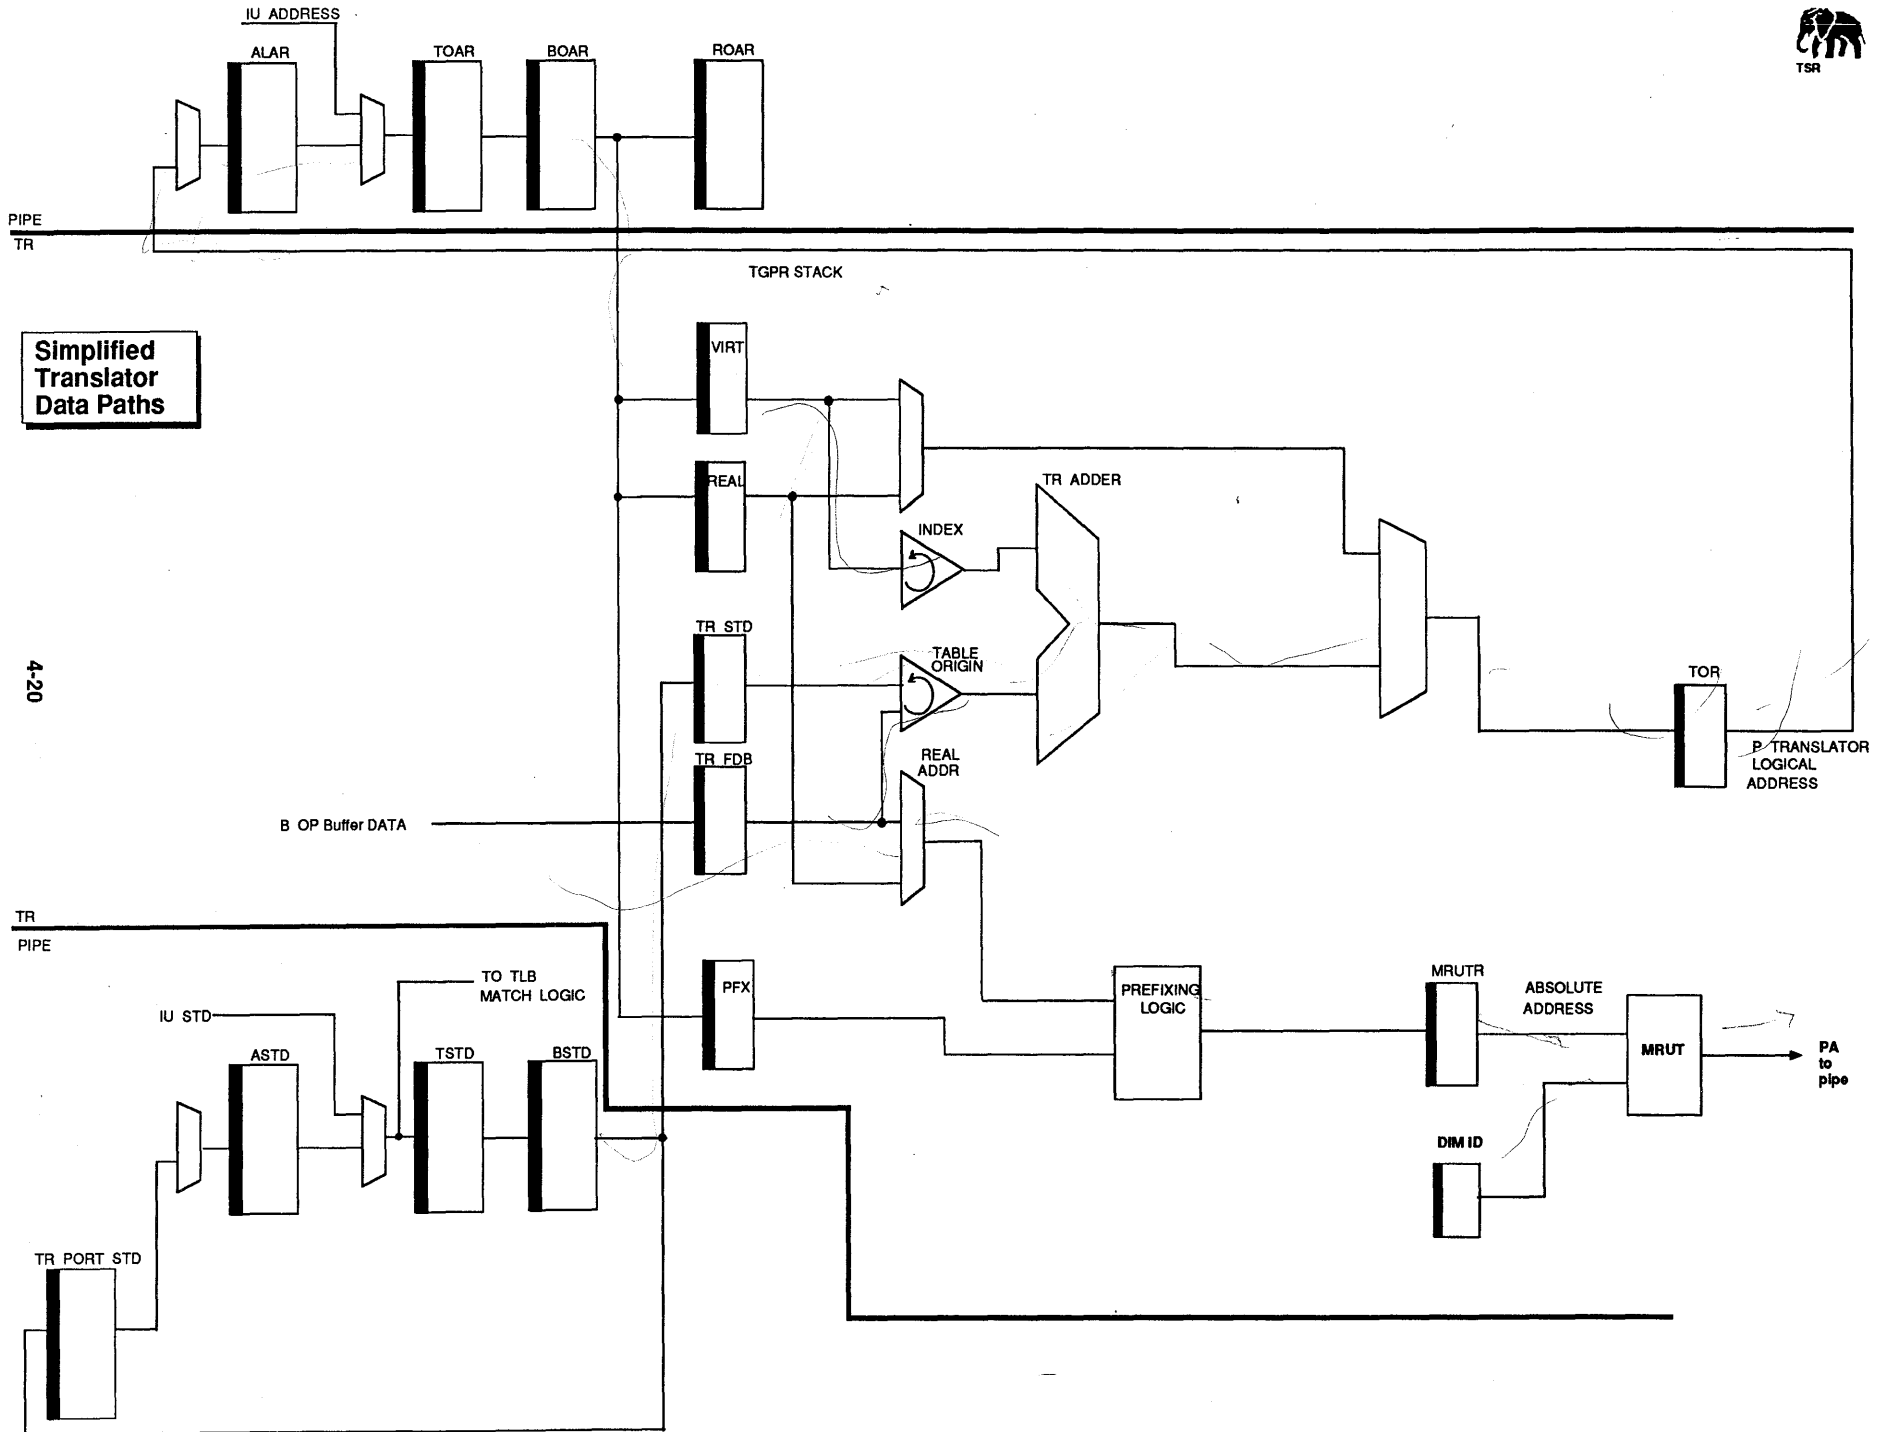 IU ADDRESS
ALAR
TOAR
BOAR
ROAR
TSR
PIPE
TR
TGPR STACK
Simplified
Translator
Data Paths
VIRT
REAL
TR ADDER
INDEX
TR STD
TABLE
ORIGIN
4-20
TOR
TR FDB
REAL
ADDR
P TRANSLATOR
LOGICAL
ADDRESS
B OP Buffer DATA
TR
PIPE
TO TLB
MATCH LOGIC
PFX
PREFIXING
LOGIC
MRUTR
ABSOLUTE
ADDRESS
IU STD
ASTD
TSTD
BSTD
MRUT
PA
to
pipe
DIM ID
TR PORT STD